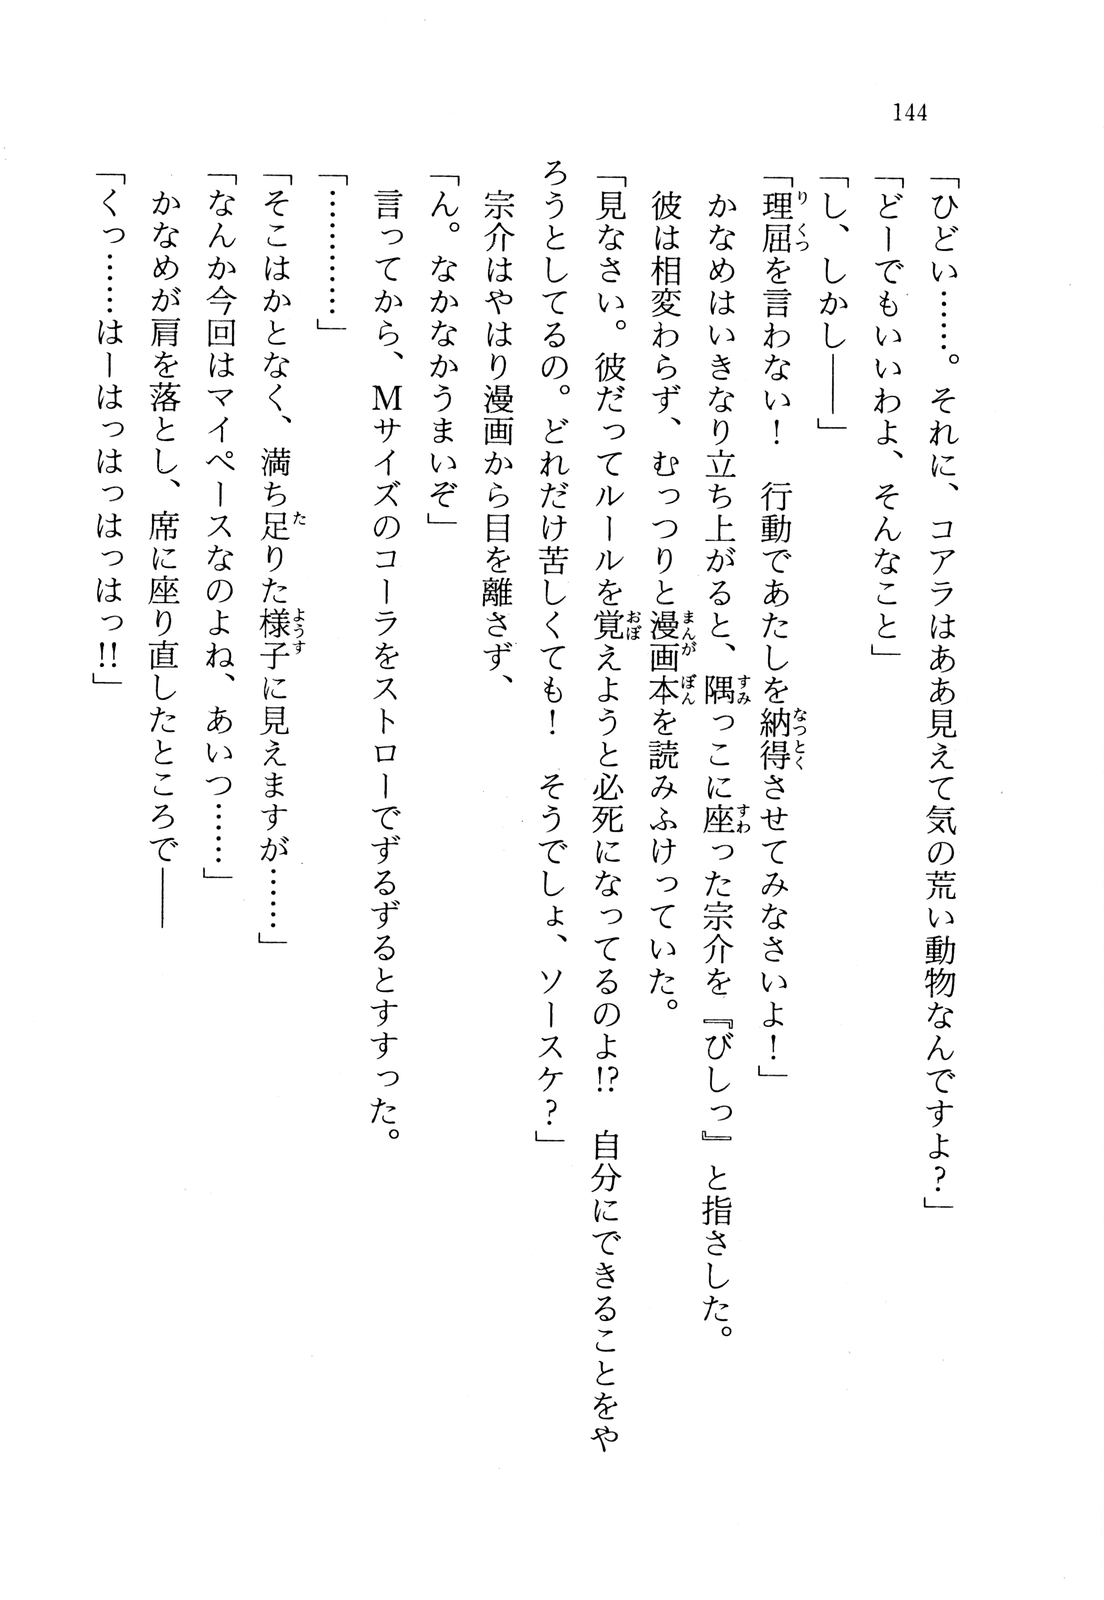 144
「ひどい……。それに、コアラはああ見えて気の荒い動物なんですよ？」
「どーでもいいわよ、そんなこと」
「し、しかし――」
「理屈を言わない！　行動であたしを納得させてみなさいよ！」
かなめはいきなり立ち上がると、隅っこに座った宗介を『びしっ』と指さした。
彼は相変わらず、むっつりと漫画本を読みふけっていた。
「見なさい。彼だってルールを覚えようと必死になってるのよ!?　自分にできることをや
ろうとしてるの。どれだけ苦しくても！　そうでしょ、ソースケ？」
宗介はやはり漫画から目を離さず、
「ん。なかなかうまいぞ」
言ってから、Ｍサイズのコーラをストローでずるずるとすすった。
「…………」
「そこはかとなく、満ち足りた様子に見えますが……」
「なんか今回はマイペースなのよね、あいつ……」
かなめが肩を落とし、席に座り直したところで――
「くっ……はーはっはっはっはっ!!」